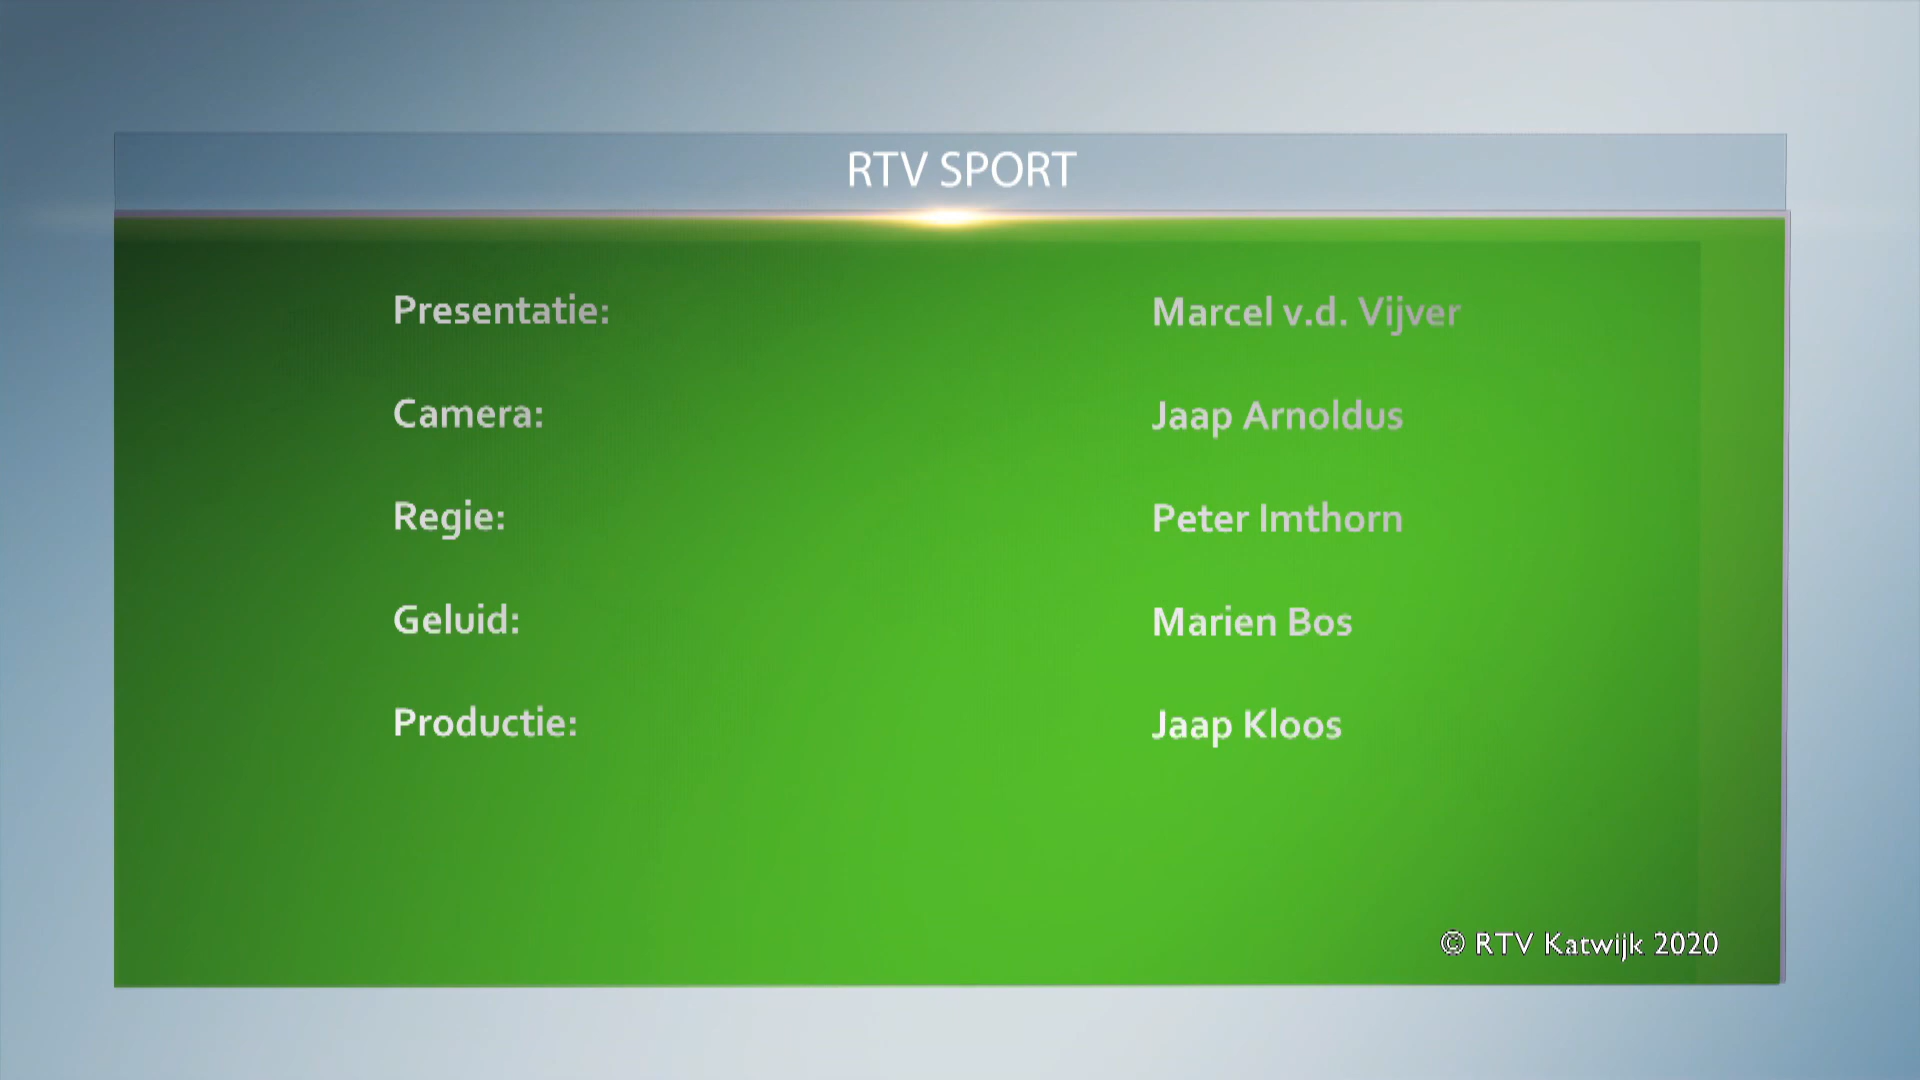 RTV SPORT
Presentatie: Marcel v.d. Vijver
Camera: Jaap Arnoldus
Regie: Peter Imthorn
Geluid: Marien Bos
Productie: Jaap Kloos
© RTV Katwijk 2020